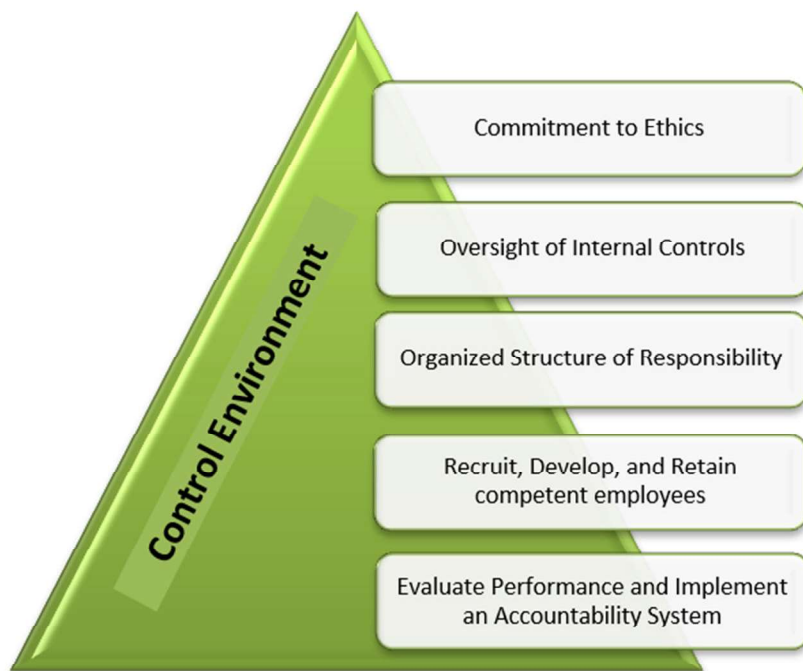 Control Environment
Commitment to Ethics
Oversight of Internal Controls
Organized Structure of Responsibility
Recruit, Develop, and Retain
competent employees
Evaluate Performance and Implement
an Accountability System